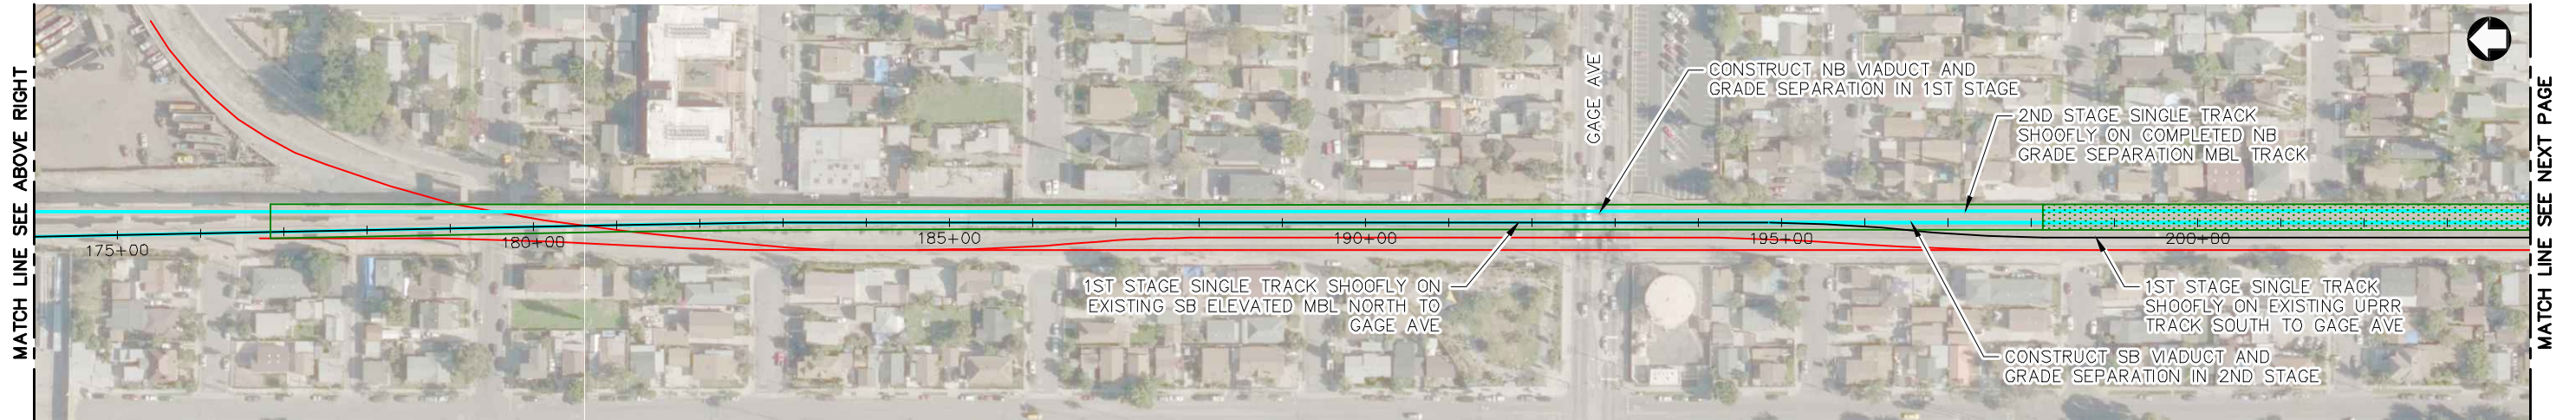 MATCH LINE SEE ABOVE RIGHT
GAGE AVE
CONSTRUCT NB VIADUCT AND
GRADE SEPARATION IN 1ST STAGE
2ND STAGE SINGLE TRACK
SHOOFLY ON COMPLETED NB
GRADE SEPARATION MBL TRACK
175+00
180+00
185+00
190+00
195+00
200+00
1ST STAGE SINGLE TRACK SHOOFLY ON
EXISTING SB ELEVATED MBL NORTH TO
GAGE AVE
1ST STAGE SINGLE TRACK
SHOOFLY ON EXISTING UPRR
TRACK SOUTH TO GAGE AVE
CONSTRUCT SB VIADUCT AND
GRADE SEPARATION IN 2ND STAGE
MATCH LINE SEE NEXT PAGE